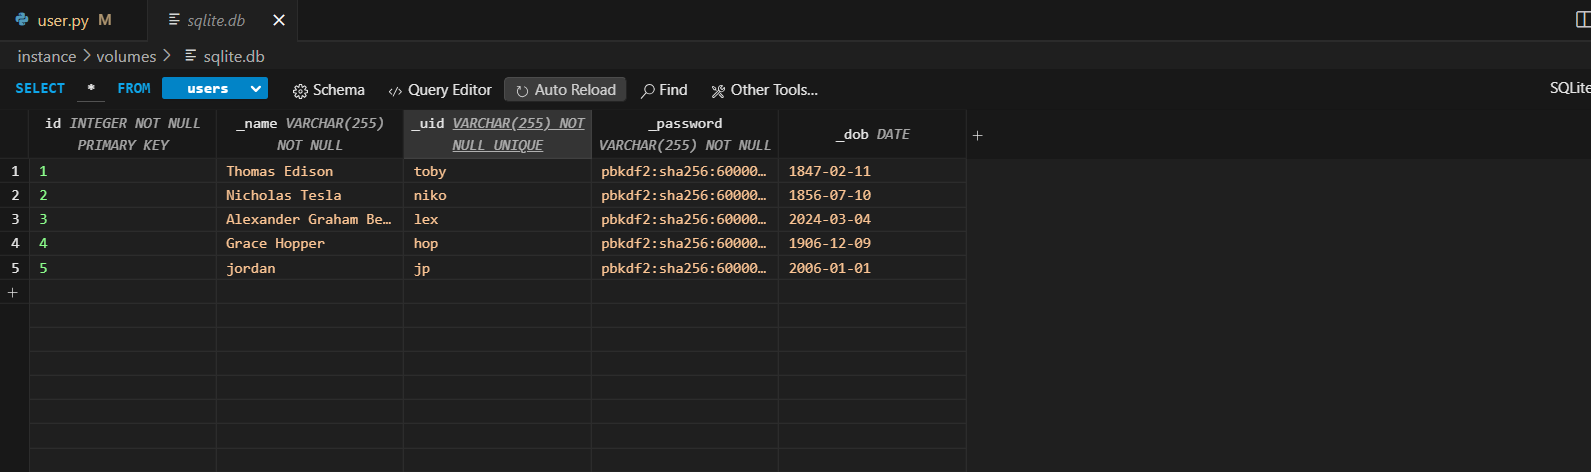 user.py M sqlite.db
instance volumes sqlite.db
SELECT * FROM users Schema Query Editor Auto Reload Find Other Tools... SQLite
id INTEGER NOT NULL PRIMARY KEY _name VARCHAR(255) NOT NULL _uid VARCHAR(255) NOT NULL UNIQUE _password VARCHAR(255) NOT NULL _dob DATE +
1 1 Thomas Edison toby pbkdf2:sha256:60000… 1847-02-11
2 2 Nicholas Tesla niko pbkdf2:sha256:60000… 1856-07-10
3 3 Alexander Graham Be… lex pbkdf2:sha256:60000… 2024-03-04
4 4 Grace Hopper hop pbkdf2:sha256:60000… 1906-12-09
5 5 jordan jp pbkdf2:sha256:60000… 2006-01-01
+